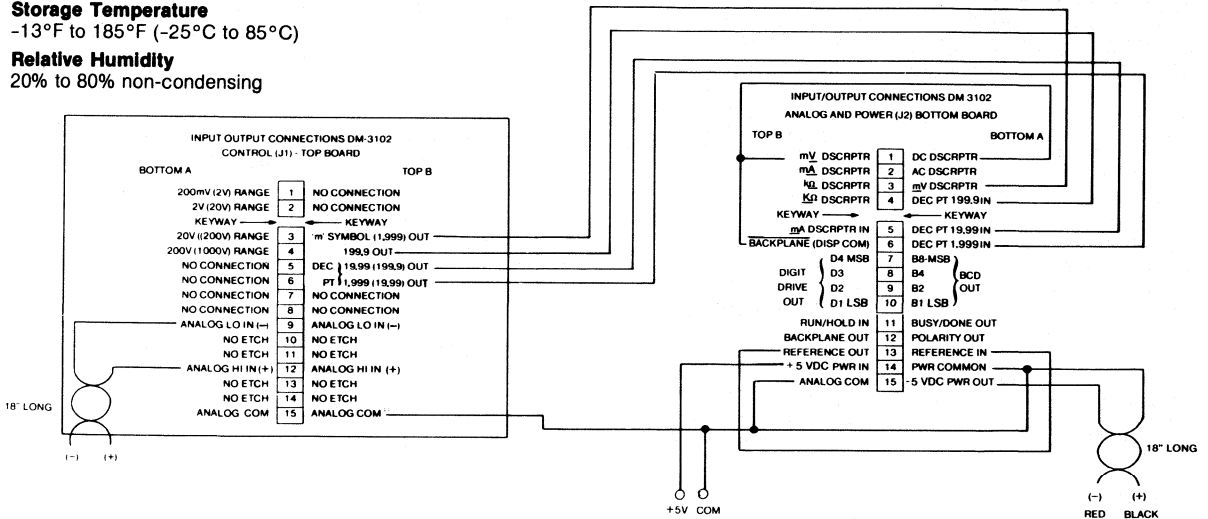 Storage Temperature
-13°F to 185°F (-25°C to 85°C)
Relative Humidity
20% to 80% non-condensing
INPUT OUTPUT CONNECTIONS DM-3102
CONTROL (J1) - TOP BOARD
BOTTOM A TOP B
200mV (2V) RANGE 1 NO CONNECTION
2V (20V) RANGE 2 NO CONNECTION
KEYWAY KEYWAY
20V ((200V) RANGE 3 'm' SYMBOL (1,999) OUT
200V (1000V) RANGE 4 199.9 OUT
NO CONNECTION 5 DEC 19.99 (199.9) OUT
NO CONNECTION 6 PT 1,999 (19,99) OUT
NO CONNECTION 7 NO CONNECTION
NO CONNECTION 8 NO CONNECTION
ANALOG LO IN (-) 9 ANALOG LO IN (-)
NO ETCH 10 NO ETCH
NO ETCH 11 NO ETCH
ANALOG HI IN (+) 12 ANALOG HI IN (+)
NO ETCH 13 NO ETCH
NO ETCH 14 NO ETCH
ANALOG COM 15 ANALOG COM
18" LONG
(-) (+)
INPUT/OUTPUT CONNECTIONS DM 3102
ANALOG AND POWER (J2) BOTTOM BOARD
TOP B BOTTOM A
mV DSCRPTR 1 DC DSCRPTR
mA DSCRPTR 2 AC DSCRPTR
kΩ DSCRPTR 3 mV DSCRPTR
KΩ DSCRPTR 4 DEC PT 199.9IN
KEYWAY KEYWAY
mA DSCRPTR IN 5 DEC PT 19.99IN
BACKPLANE (DISP COM) 6 DEC PT 1.999IN
D4 MSB 7 B8-MSB
DIGIT D3 8 B4 BCD
DRIVE D2 9 B2 OUT
OUT D1 LSB 10 B1 LSB
RUN/HOLD IN 11 BUSY/DONE OUT
BACKPLANE OUT 12 POLARITY OUT
REFERENCE OUT 13 REFERENCE IN
+ 5 VDC PWR IN 14 PWR COMMON
ANALOG COM 15 -5 VDC PWR OUT
18" LONG
+5V COM
(-) (+)
RED BLACK